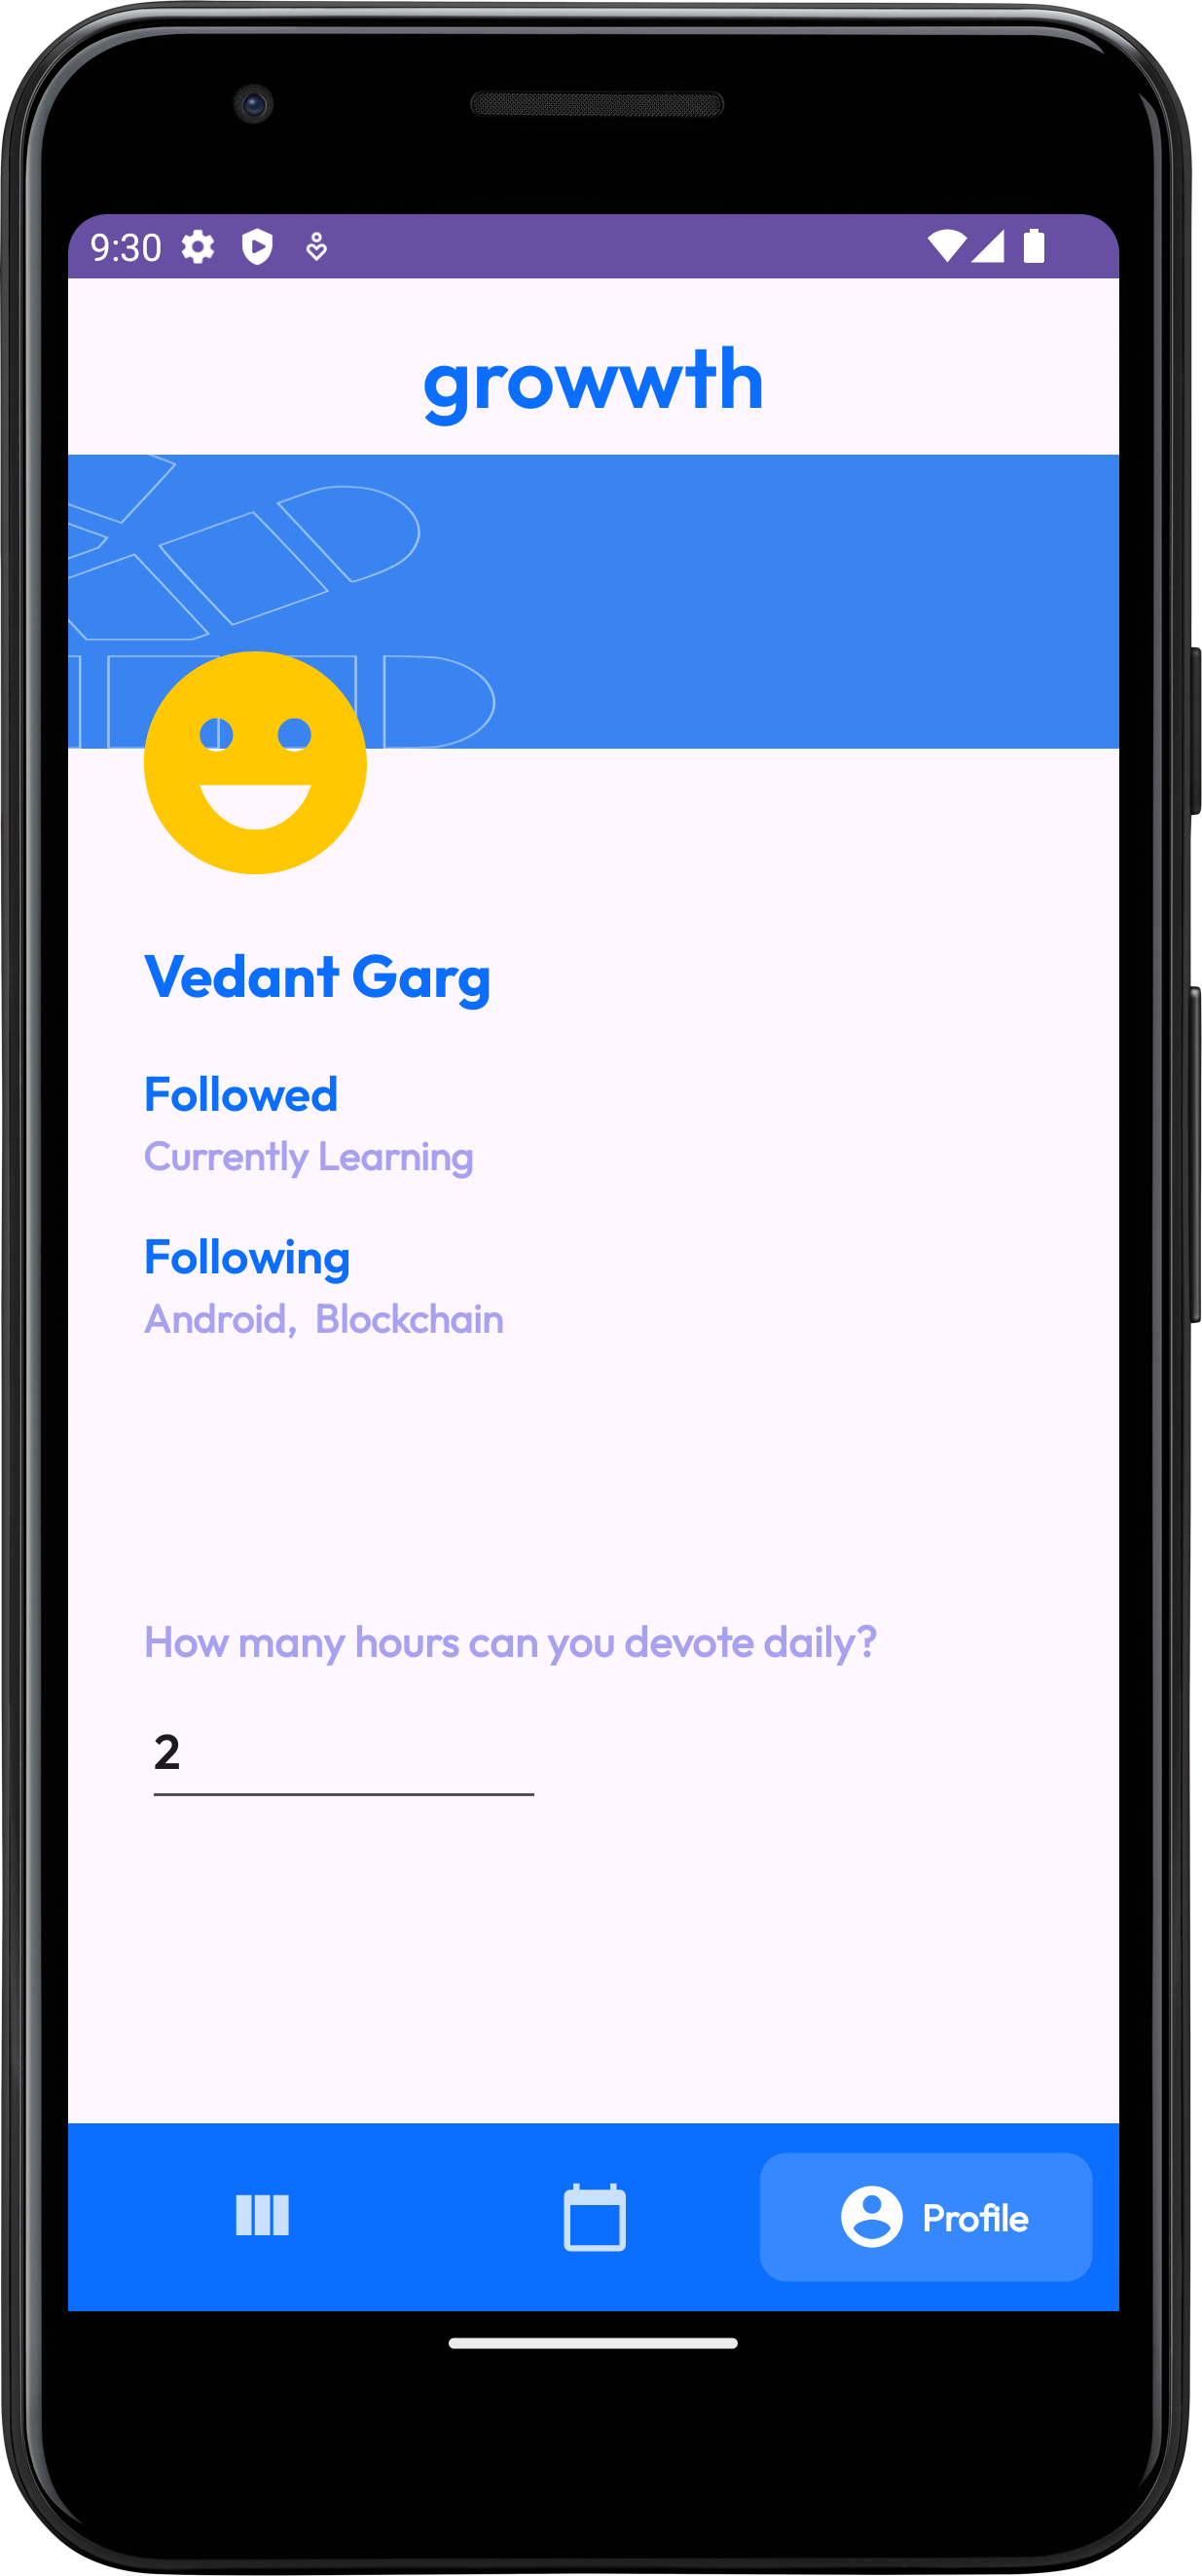 9:30
growwth
Vedant Garg
Followed
Currently Learning
Following
Android,  Blockchain
How many hours can you devote daily?
2
Profile